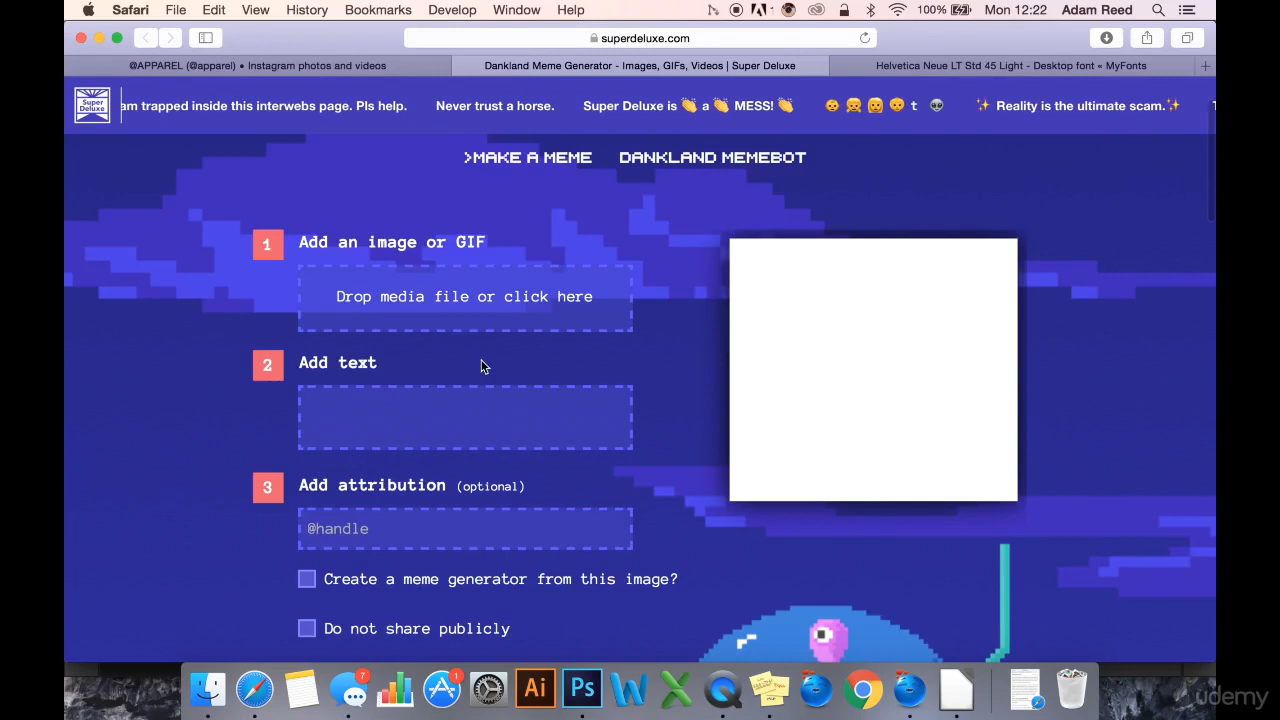 Safari File Edit View History Bookmarks Develop Window Help 100% Mon 12:22 Adam Reed
superdeluxe.com
@APPAREL (@apparel) • Instagram photos and videos Dankland Meme Generator - Images, GIFs, Videos | Super Deluxe Helvetica Neue LT Std 45 Light - Desktop font « MyFonts
Super Deluxe am trapped inside this interwebs page. Pls help. Never trust a horse. Super Deluxe is 👏 a 👏 MESS! 👏 t 👽 ✨ Reality is the ultimate scam.✨
>MAKE A MEME DANKLAND MEMEBOT
1 Add an image or GIF
Drop media file or click here
2 Add text
3 Add attribution (optional)
@handle
Create a meme generator from this image?
Do not share publicly
7 1 Ai Ps W X
udemy